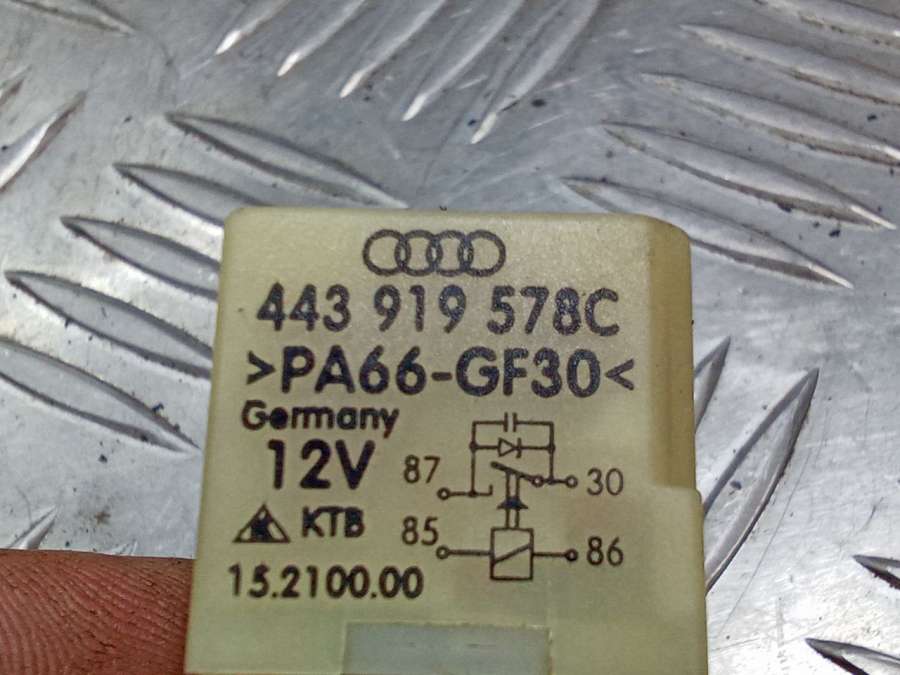 443 919 578C
>PA66-GF30<
Germany
12V
87 30
KTB 85 86
15.2100.00